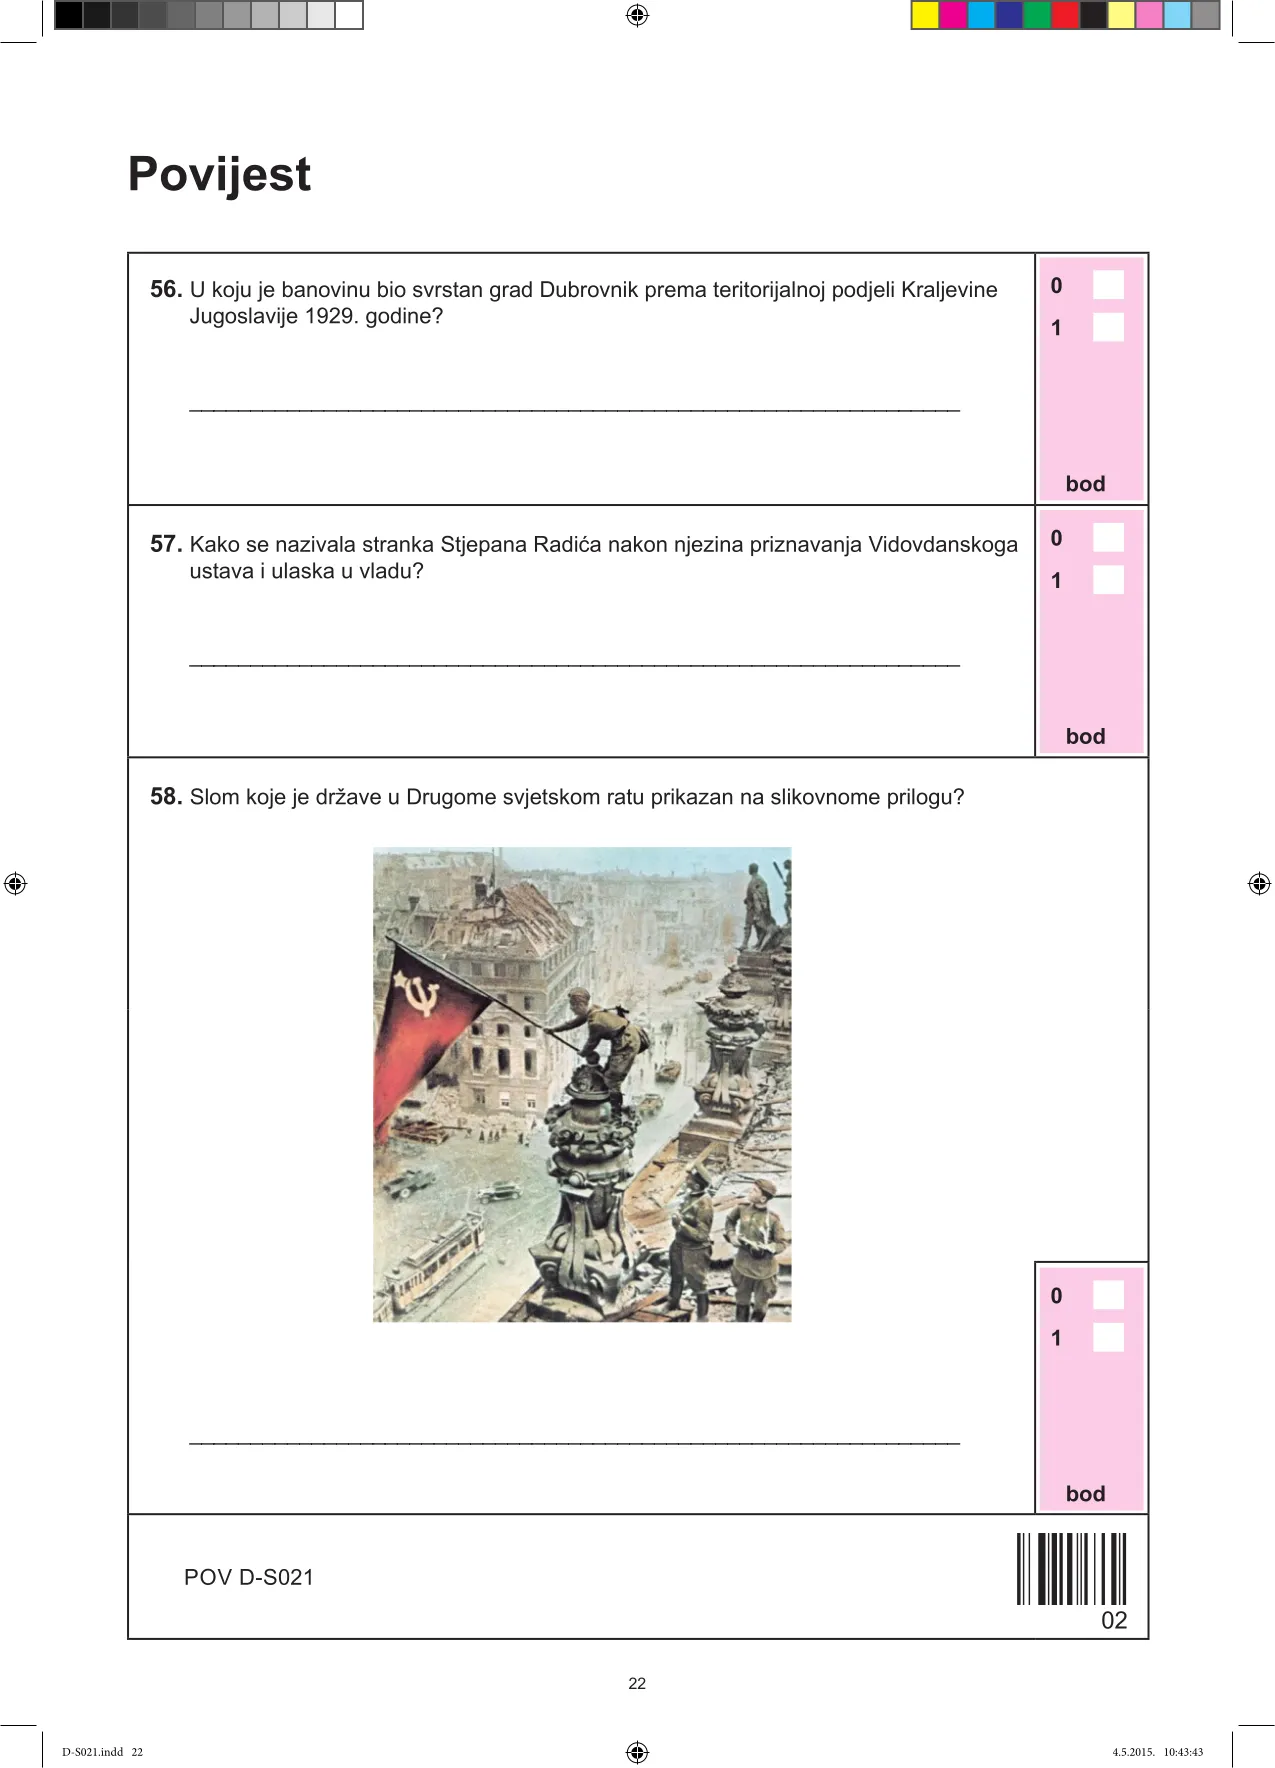 Povijest
56. U koju je banovinu bio svrstan grad Dubrovnik prema teritorijalnoj podjeli Kraljevine
Jugoslavije 1929. godine?
0
1
bod
57. Kako se nazivala stranka Stjepana Radića nakon njezina priznavanja Vidovdanskoga
ustava i ulaska u vladu?
0
1
bod
58. Slom koje je države u Drugome svjetskom ratu prikazan na slikovnome prilogu?
0
1
bod
POV D-S021
02
22
D-S021.indd 22
4.5.2015. 10:43:43